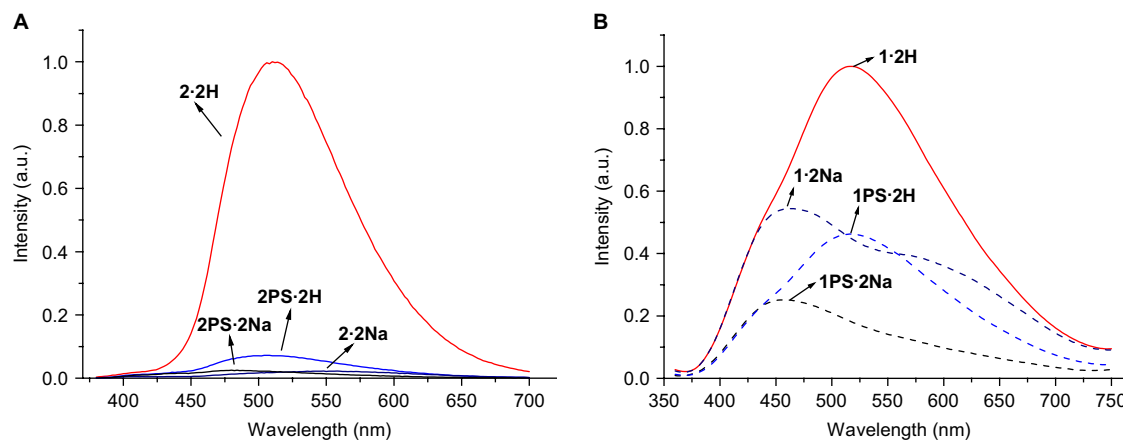 A
B
1.0
0.8
0.6
0.4
0.2
0.0
Intensity (a.u.)
2·2H
2PS·2H
2PS·2Na
2·2Na
400
450
500
550
600
650
700
Wavelength (nm)
1.0
0.8
0.6
0.4
0.2
0.0
Intensity (a.u.)
1·2H
1·2Na
1PS·2H
1PS·2Na
350
400
450
500
550
600
650
700
750
Wavelength (nm)